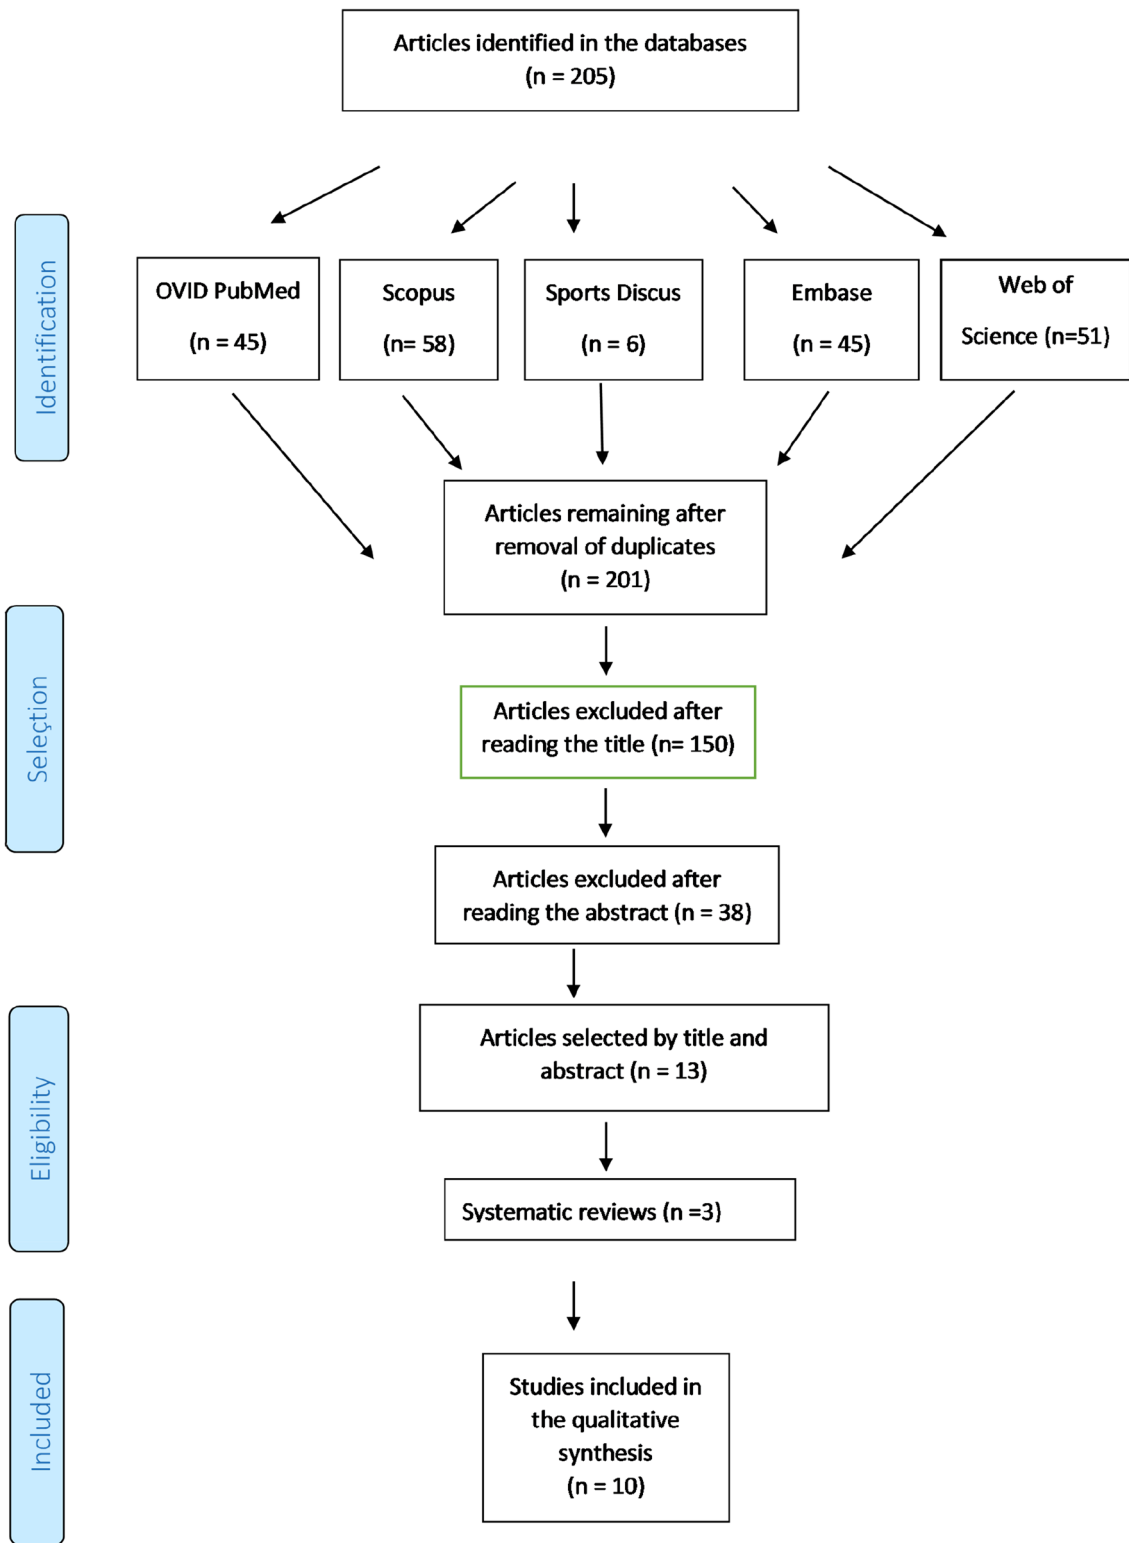 Articles identified in the databases
(n = 205)
Identification
OVID PubMed
(n = 45)
Scopus
(n= 58)
Sports Discus
(n = 6)
Embase
(n = 45)
Web of
Science (n=51)
Articles remaining after
removal of duplicates
(n = 201)
Seleçtion
Articles excluded after
reading the title (n= 150)
Articles excluded after
reading the abstract (n = 38)
Eligibility
Articles selected by title and
abstract (n = 13)
Systematic reviews (n =3)
Included
Studies included in
the qualitative
synthesis
(n = 10)